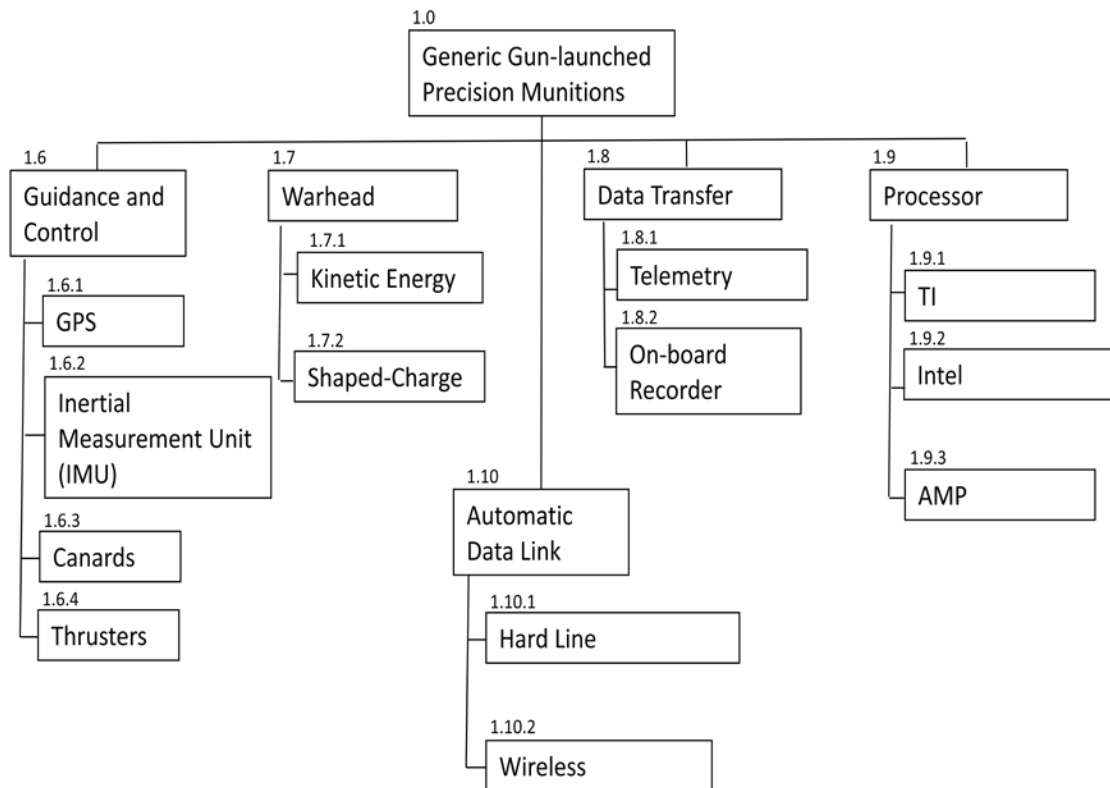 1.0
Generic Gun-launched
Precision Munitions
1.6
Guidance and
Control
1.6.1
GPS
1.6.2
Inertial
Measurement Unit
(IMU)
1.6.3
Canards
1.6.4
Thrusters
1.7
Warhead
1.7.1
Kinetic Energy
1.7.2
Shaped-Charge
1.8
Data Transfer
1.8.1
Telemetry
1.8.2
On-board
Recorder
1.9
Processor
1.9.1
TI
1.9.2
Intel
1.9.3
AMP
1.10
Automatic
Data Link
1.10.1
Hard Line
1.10.2
Wireless